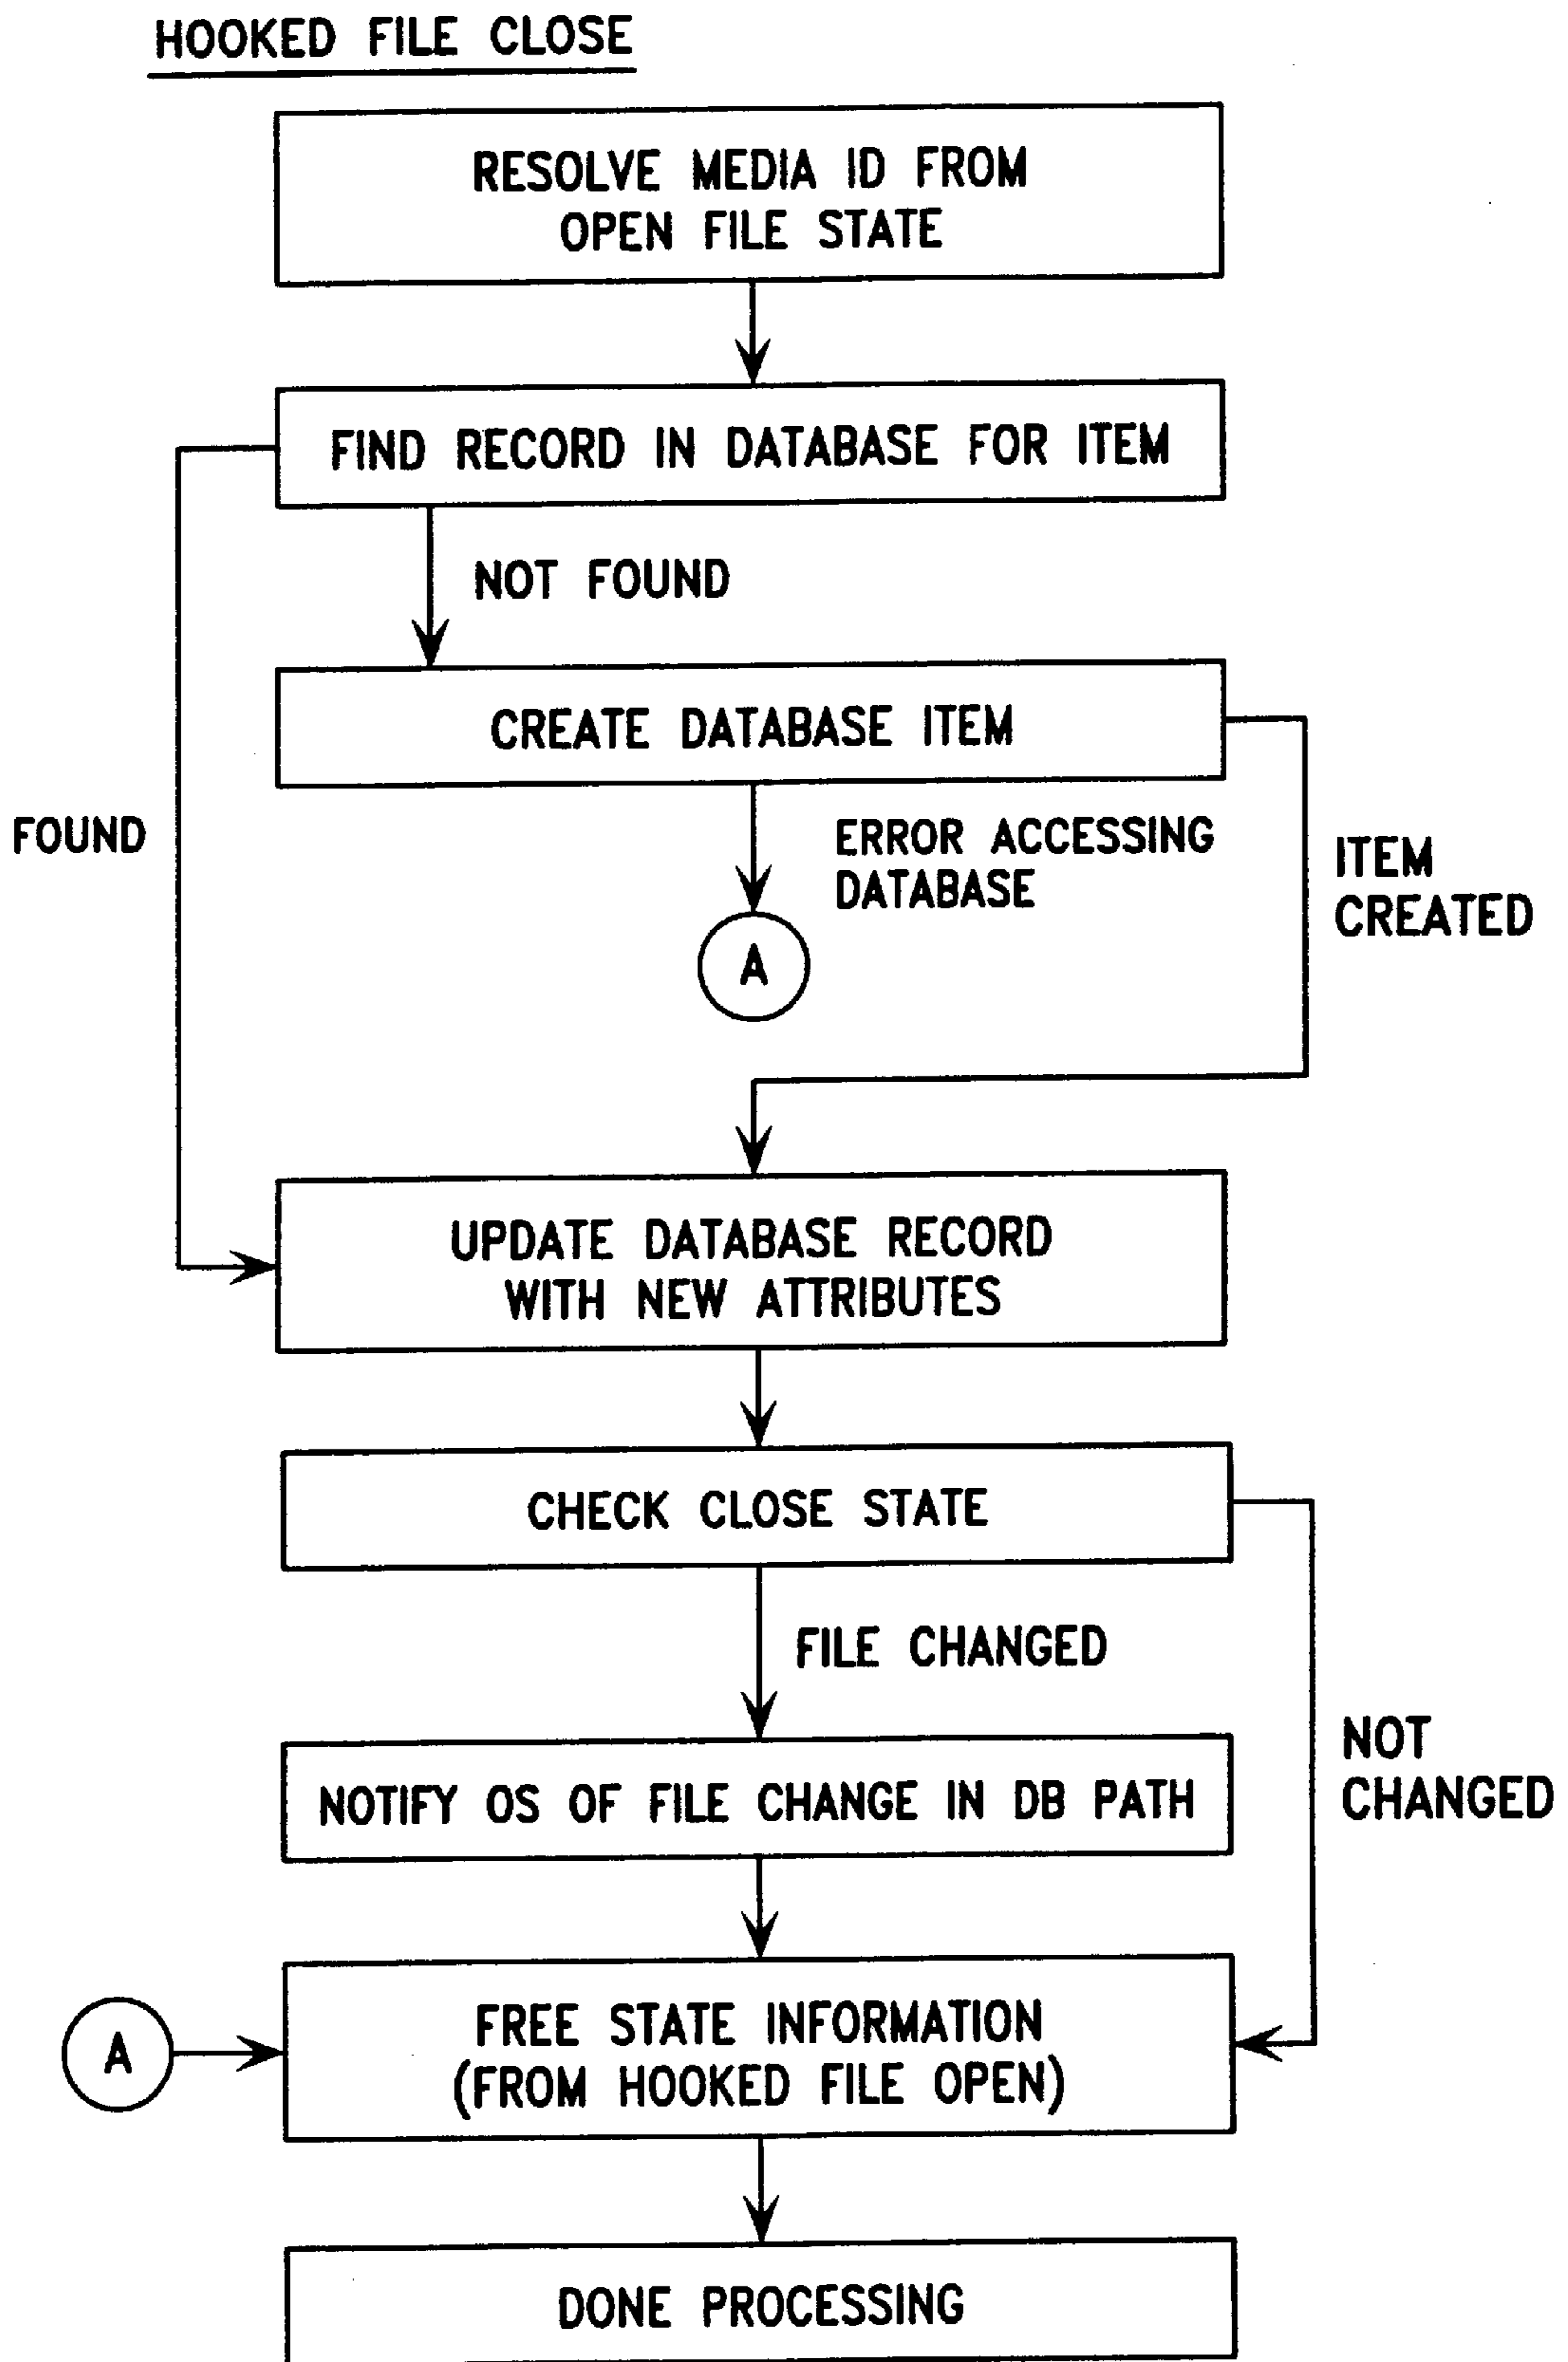 HOOKED FILE CLOSE
RESOLVE MEDIA ID FROM
OPEN FILE STATE
FIND RECORD IN DATABASE FOR ITEM
NOT FOUND
CREATE DATABASE ITEM
FOUND
ERROR ACCESSING
DATABASE
ITEM
CREATED
A
UPDATE DATABASE RECORD
WITH NEW ATTRIBUTES
CHECK CLOSE STATE
FILE CHANGED
NOT
CHANGED
NOTIFY OS OF FILE CHANGE IN DB PATH
A
FREE STATE INFORMATION
(FROM HOOKED FILE OPEN)
DONE PROCESSING